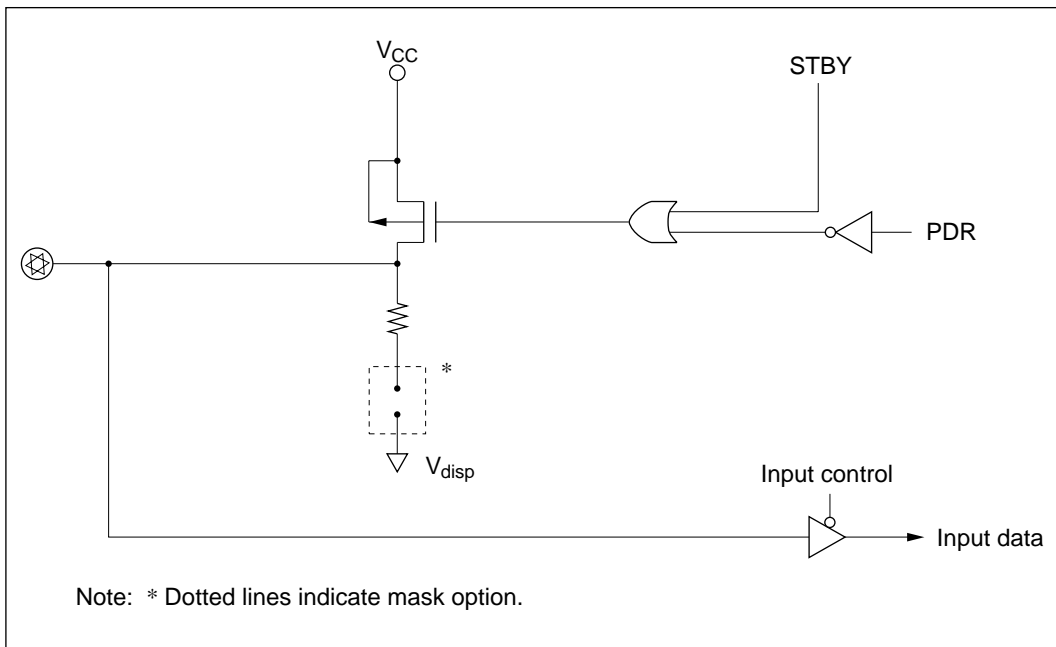 VCC
STBY
PDR
*
Vdisp
Input control
Input data
Note: * Dotted lines indicate mask option.